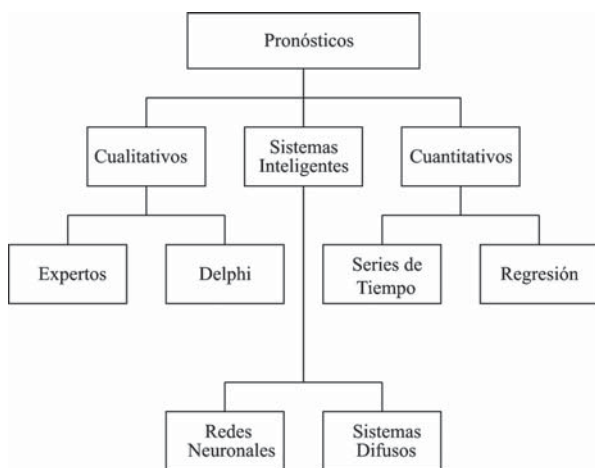 Pronósticos
Cualitativos
Sistemas
Inteligentes
Cuantitativos
Expertos
Delphi
Series de
Tiempo
Regresión
Redes
Neuronales
Sistemas
Difusos